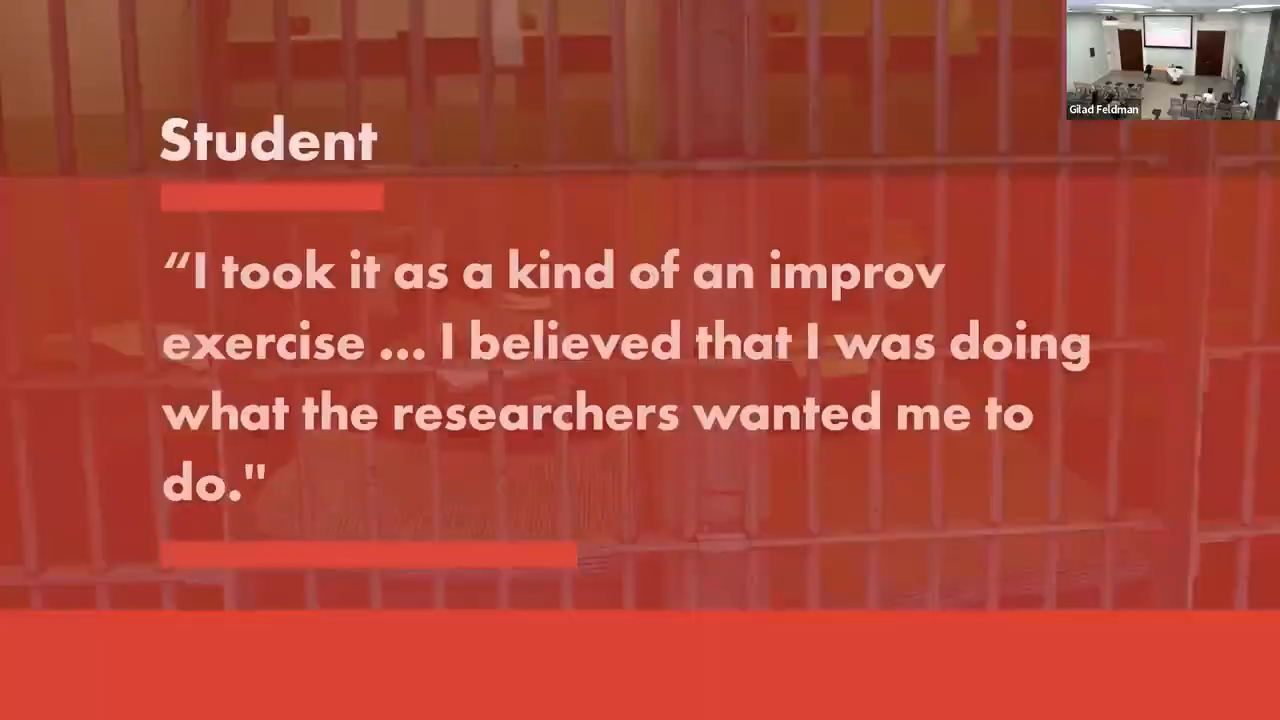 Gilad Feldman
Student
“I took it as a kind of an improv
exercise ... I believed that I was doing
what the researchers wanted me to
do."